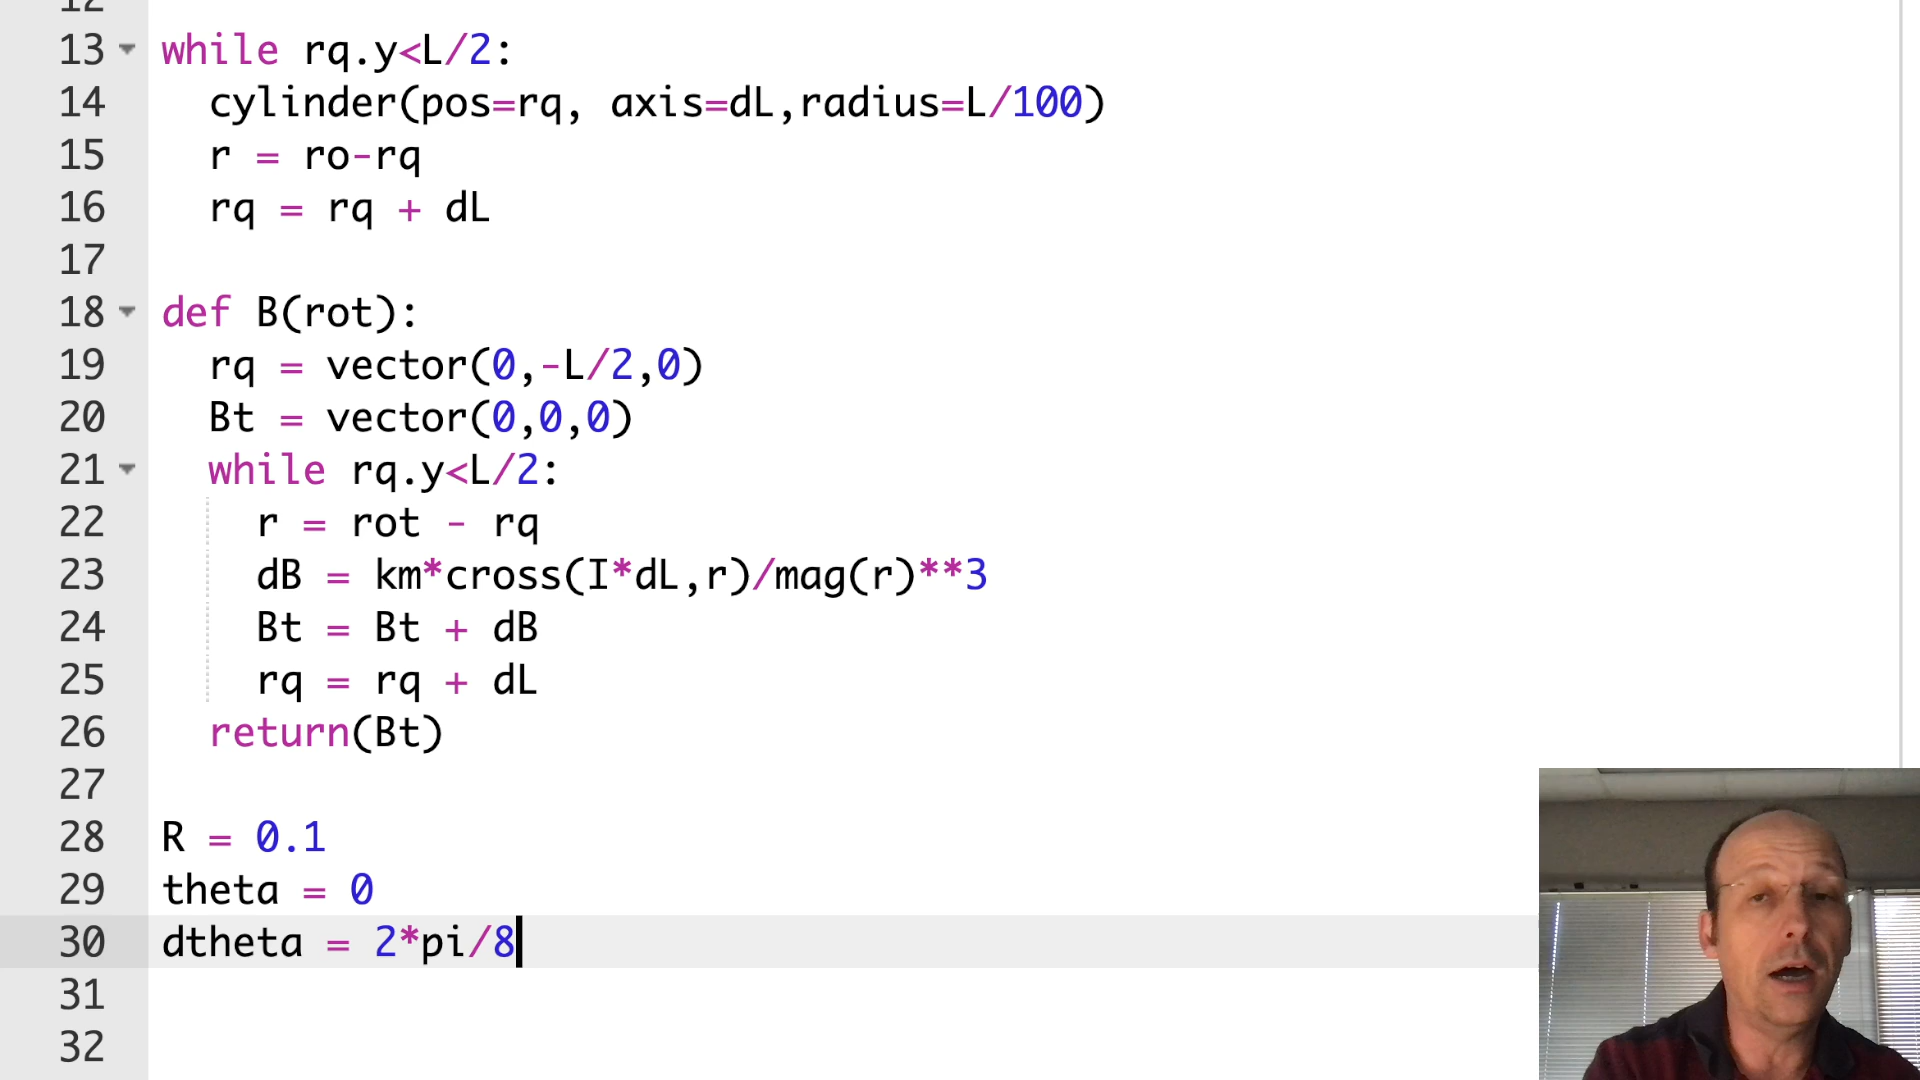 12
13 while rq.y<L/2:
14 cylinder(pos=rq, axis=dL,radius=L/100)
15 r = ro-rq
16 rq = rq + dL
17
18 def B(rot):
19 rq = vector(0,-L/2,0)
20 Bt = vector(0,0,0)
21 while rq.y<L/2:
22 r = rot - rq
23 dB = km*cross(I*dL,r)/mag(r)**3
24 Bt = Bt + dB
25 rq = rq + dL
26 return(Bt)
27
28 R = 0.1
29 theta = 0
30 dtheta = 2*pi/8
31
32